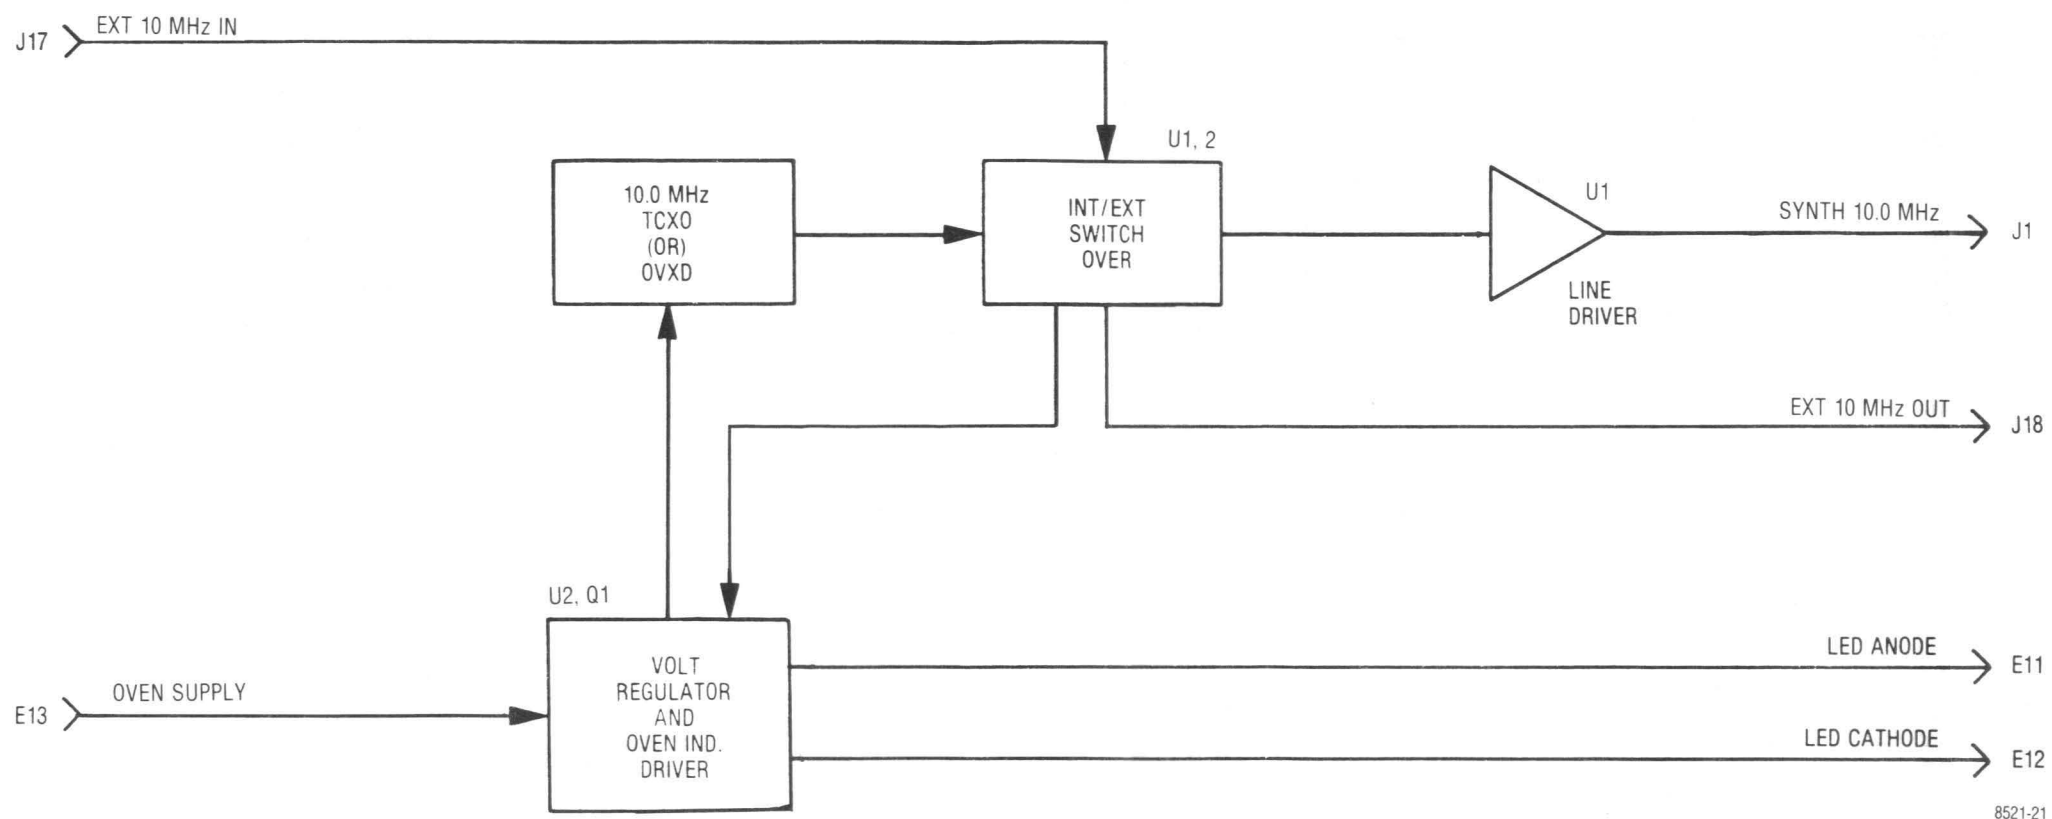 EXT 10 MHz IN
J17
U1, 2
10.0 MHz
TCXO
(OR)
OVXD
INT/EXT
SWITCH
OVER
U1
LINE
DRIVER
SYNTH 10.0 MHz
J1
EXT 10 MHz OUT
J18
U2, Q1
VOLT
REGULATOR
AND
OVEN IND.
DRIVER
OVEN SUPPLY
E13
LED ANODE
E11
LED CATHODE
E12
8521-21